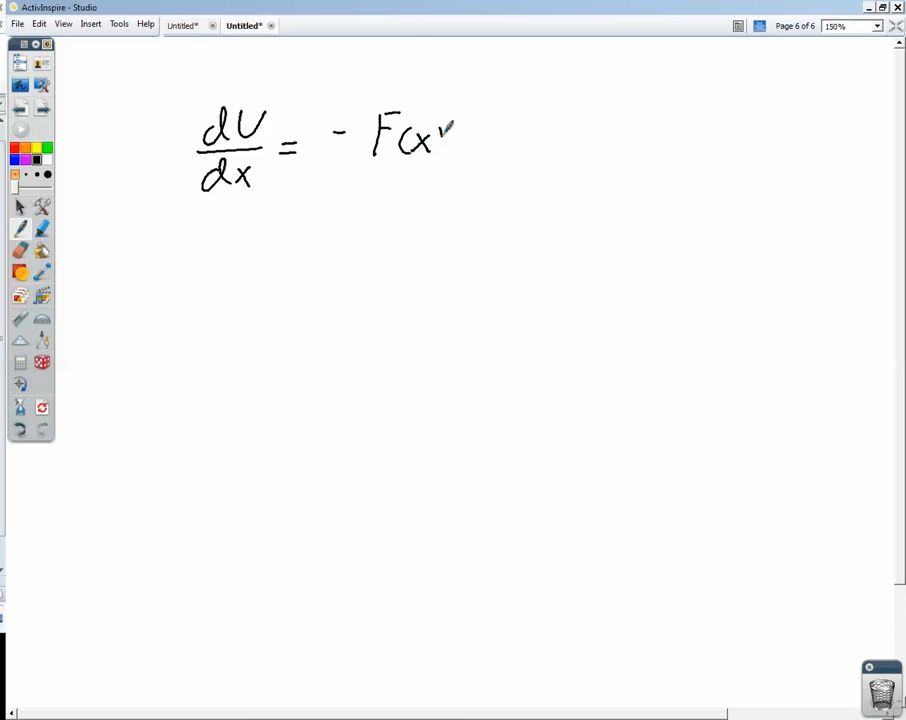 ActivInspire - Studio
File Edit View Insert Tools Help Untitled* Untitled* Page 6 of 6 150%
dU
dx = - F(x